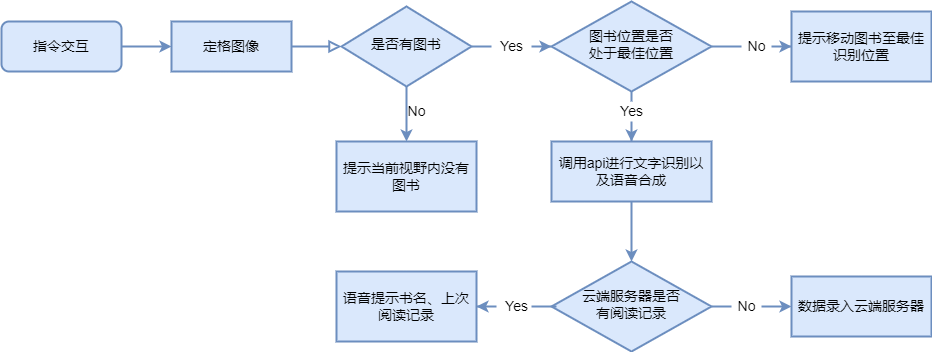 指令交互
定格图像
是否有图书
Yes
图书位置是否
处于最佳位置
No
提示移动图书至最佳
识别位置
No
Yes
提示当前视野内没有
图书
调用api进行文字识别以
及语音合成
语音提示书名、上次
阅读记录
Yes
云端服务器是否
有阅读记录
No
数据录入云端服务器